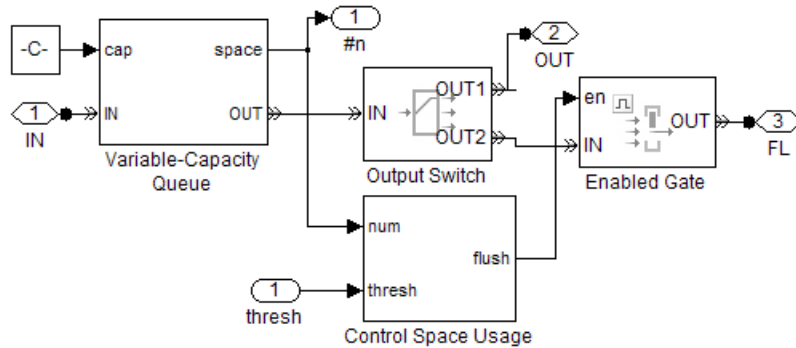 -C-
cap
space
IN
OUT
1
IN
Variable-Capacity
Queue
1
#n
IN
OUT1
OUT2
Output Switch
2
OUT
en
IN
OUT
Enabled Gate
3
FL
num
thresh
flush
Control Space Usage
1
thresh